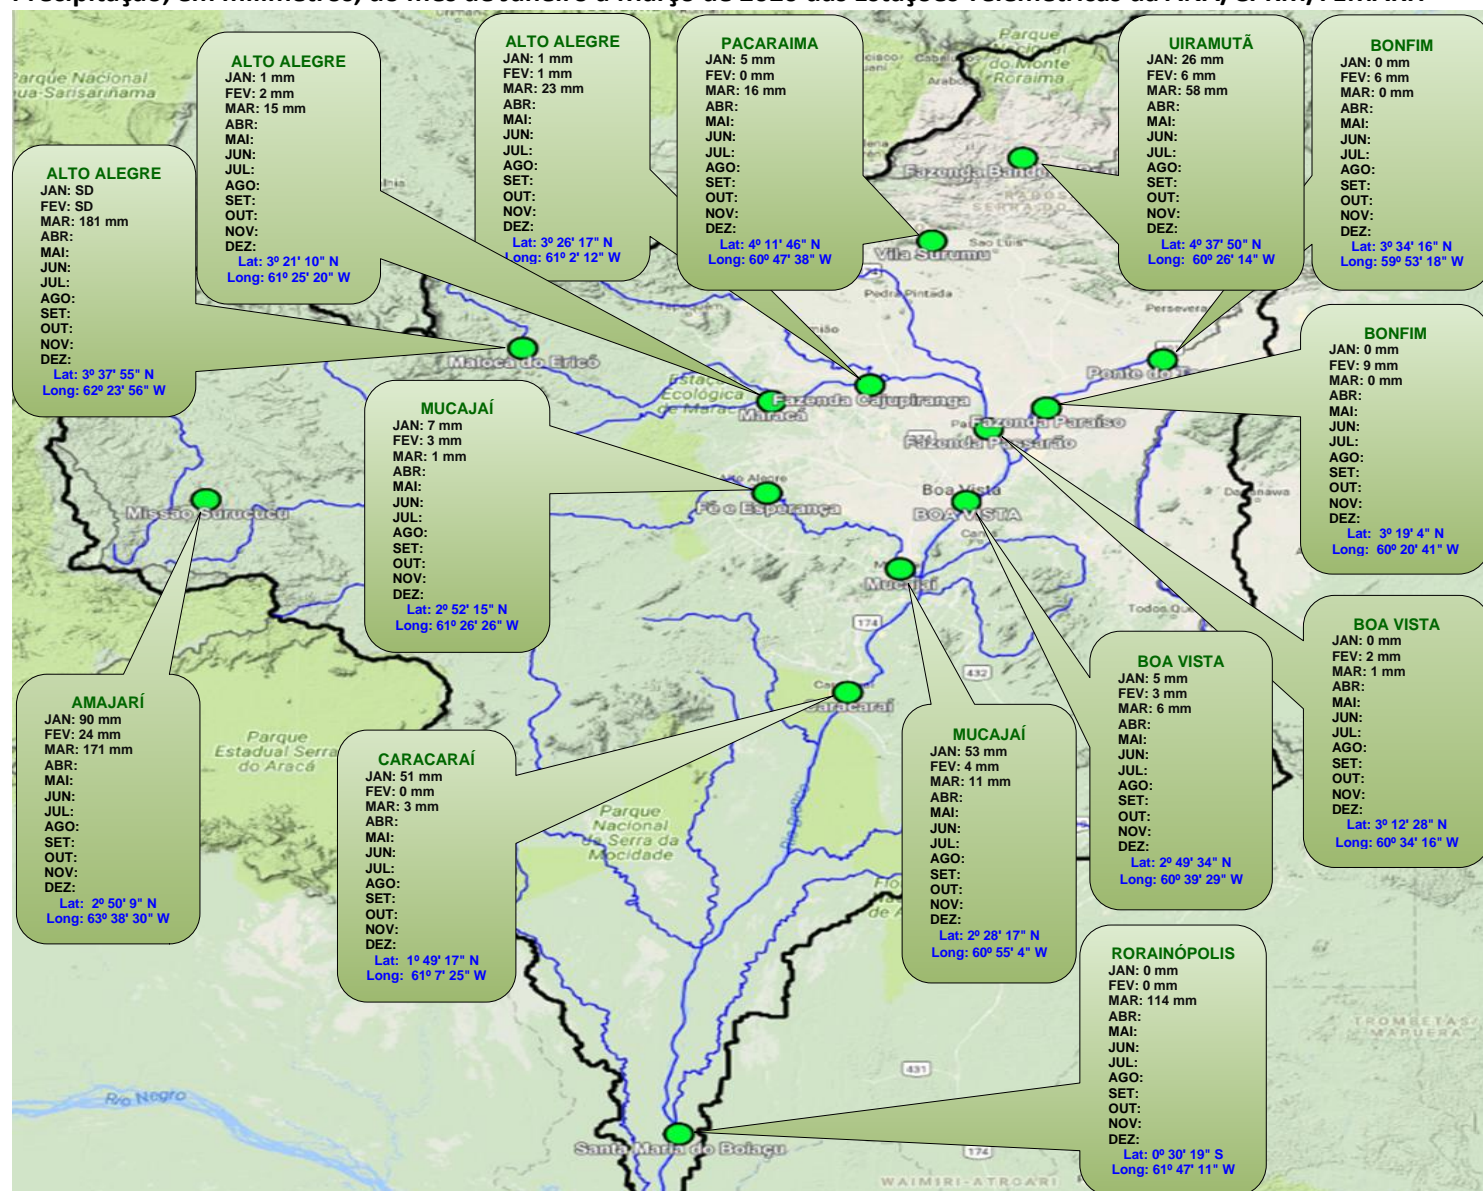 ALTO ALEGRE
JAN: SD
FEV: SD
MAR: 181 mm
ABR:
MAI:
JUN:
JUL:
AGO:
SET:
OUT:
NOV:
DEZ:
Lat: 3º 37' 55" N
Long: 62º 23' 56" W
ALTO ALEGRE
JAN: 1 mm
FEV: 2 mm
MAR: 15 mm
ABR:
MAI:
JUN:
JUL:
AGO:
SET:
OUT:
NOV:
DEZ:
Lat: 3º 21' 10" N
Long: 61º 25' 20" W
ALTO ALEGRE
JAN: 1 mm
FEV: 1 mm
MAR: 23 mm
ABR:
MAI:
JUN:
JUL:
AGO:
SET:
OUT:
NOV:
DEZ:
Lat: 3º 26' 17" N
Long: 61º 2' 12" W
PACARAIMA
JAN: 5 mm
FEV: 0 mm
MAR: 16 mm
ABR:
MAI:
JUN:
JUL:
AGO:
SET:
OUT:
NOV:
DEZ:
Lat: 4º 11' 46" N
Long: 60º 47' 38" W
UIRAMUTÃ
JAN: 26 mm
FEV: 6 mm
MAR: 58 mm
ABR:
MAI:
JUN:
JUL:
AGO:
SET:
OUT:
NOV:
DEZ:
Lat: 4º 37' 50" N
Long: 60º 26' 14" W
BONFIM
JAN: 0 mm
FEV: 6 mm
MAR: 0 mm
ABR:
MAI:
JUN:
JUL:
AGO:
SET:
OUT:
NOV:
DEZ:
Lat: 3º 34' 16" N
Long: 59º 53' 18" W
BONFIM
JAN: 0 mm
FEV: 9 mm
MAR: 0 mm
ABR:
MAI:
JUN:
JUL:
AGO:
SET:
OUT:
NOV:
DEZ:
Lat: 3º 19' 4" N
Long: 60º 20' 41" W
MUCAJAÍ
JAN: 7 mm
FEV: 3 mm
MAR: 1 mm
ABR:
MAI:
JUN:
JUL:
AGO:
SET:
OUT:
NOV:
DEZ:
Lat: 2º 52' 15" N
Long: 61º 26' 26" W
AMAJARÍ
JAN: 90 mm
FEV: 24 mm
MAR: 171 mm
ABR:
MAI:
JUN:
JUL:
AGO:
SET:
OUT:
NOV:
DEZ:
Lat: 2º 50' 9" N
Long: 63º 38' 30" W
CARACARAÍ
JAN: 51 mm
FEV: 0 mm
MAR: 3 mm
ABR:
MAI:
JUN:
JUL:
AGO:
SET:
OUT:
NOV:
DEZ:
Lat: 1º 49' 17" N
Long: 61º 7' 25" W
MUCAJAÍ
JAN: 53 mm
FEV: 4 mm
MAR: 11 mm
ABR:
MAI:
JUN:
JUL:
AGO:
SET:
OUT:
NOV:
DEZ:
Lat: 2º 28' 17" N
Long: 60º 55' 4" W
BOA VISTA
JAN: 5 mm
FEV: 3 mm
MAR: 6 mm
ABR:
MAI:
JUN:
JUL:
AGO:
SET:
OUT:
NOV:
DEZ:
Lat: 2º 49' 34" N
Long: 60º 39' 29" W
BOA VISTA
JAN: 0 mm
FEV: 2 mm
MAR: 1 mm
ABR:
MAI:
JUN:
JUL:
AGO:
SET:
OUT:
NOV:
DEZ:
Lat: 3º 12' 28" N
Long: 60º 34' 16" W
RORAINÓPOLIS
JAN: 0 mm
FEV: 0 mm
MAR: 114 mm
ABR:
MAI:
JUN:
JUL:
AGO:
SET:
OUT:
NOV:
DEZ:
Lat: 0º 30' 19" S
Long: 61º 47' 11" W
Parque Nacional
Parque
do Monte
Roraima
Fazenda
Vila Surumu
Sao Luis
Pedra Pintada
Maloca do Ericó
Ecológica
Maracá
Fazenda Cajupiranga
Ponte do
Fazenda Paraíso
Fazenda Passarão
Missão Surucucu
Fé e Esperança
Boa Vista
BOA VISTA
Mucajaí
174
432
Caracaraí
Parque
Estadual Serra
do Aracá
Parque
Nacional
da Serra da
Mocidade
Rio Branco
Rio Negro
431
174
Santa Maria do Boiaçu
TROMBETAS/
MAPUERA
WAIMIRI-ATROARI